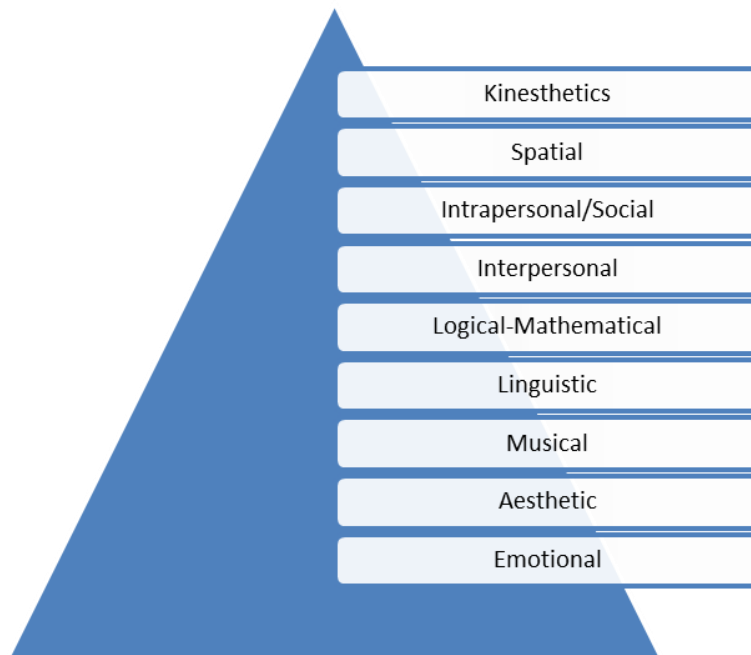 Kinesthetics
Spatial
Intrapersonal/Social
Interpersonal
Logical-Mathematical
Linguistic
Musical
Aesthetic
Emotional